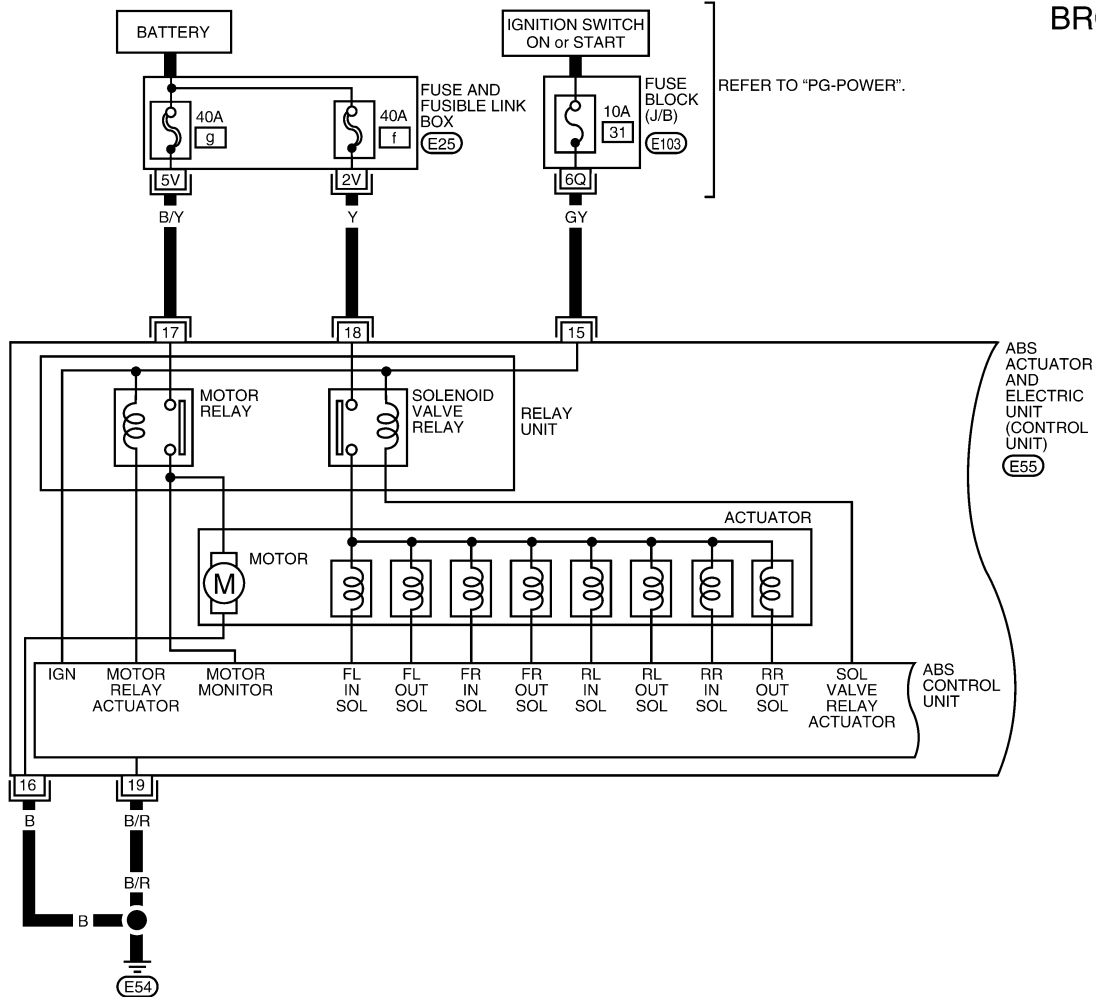 BATTERY
IGNITION SWITCH
ON or START
BR
FUSE AND
FUSIBLE LINK
BOX
E25
40A
g
40A
f
FUSE
BLOCK
(J/B)
E103
10A
31
REFER TO “PG-POWER”.
5V
2V
6Q
B/Y
Y
GY
17
18
15
ABS
ACTUATOR
AND
ELECTRIC
UNIT
(CONTROL
UNIT)
E55
MOTOR
RELAY
SOLENOID
VALVE
RELAY
RELAY
UNIT
ACTUATOR
MOTOR
M
IGN
MOTOR
RELAY
ACTUATOR
MOTOR
MONITOR
FL
IN
SOL
FL
OUT
SOL
FR
IN
SOL
FR
OUT
SOL
RL
IN
SOL
RL
OUT
SOL
RR
IN
SOL
RR
OUT
SOL
SOL
VALVE
RELAY
ACTUATOR
ABS
CONTROL
UNIT
16
19
B
B/R
B/R
B
E54